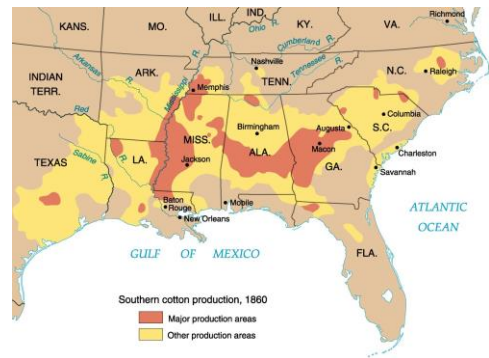 KANS.
MO.
ILL.
IND.
KY.
VA.
Richmond
Ohio R.
Cumberland R.
Nashville
Tennessee R.
TENN.
N.C.
Raleigh
INDIAN
TERR.
Arkansas R.
ARK.
Mississippi R.
Memphis
Red R.
Birmingham
Augusta
Columbia
S.C.
Charleston
Savannah
TEXAS
Sabine R.
LA.
MISS.
Jackson
ALA.
Macon
GA.
Baton
Rouge
New Orleans
Mobile
FLA.
ATLANTIC
OCEAN
GULF OF MEXICO
Southern cotton production, 1860
Major production areas
Other production areas